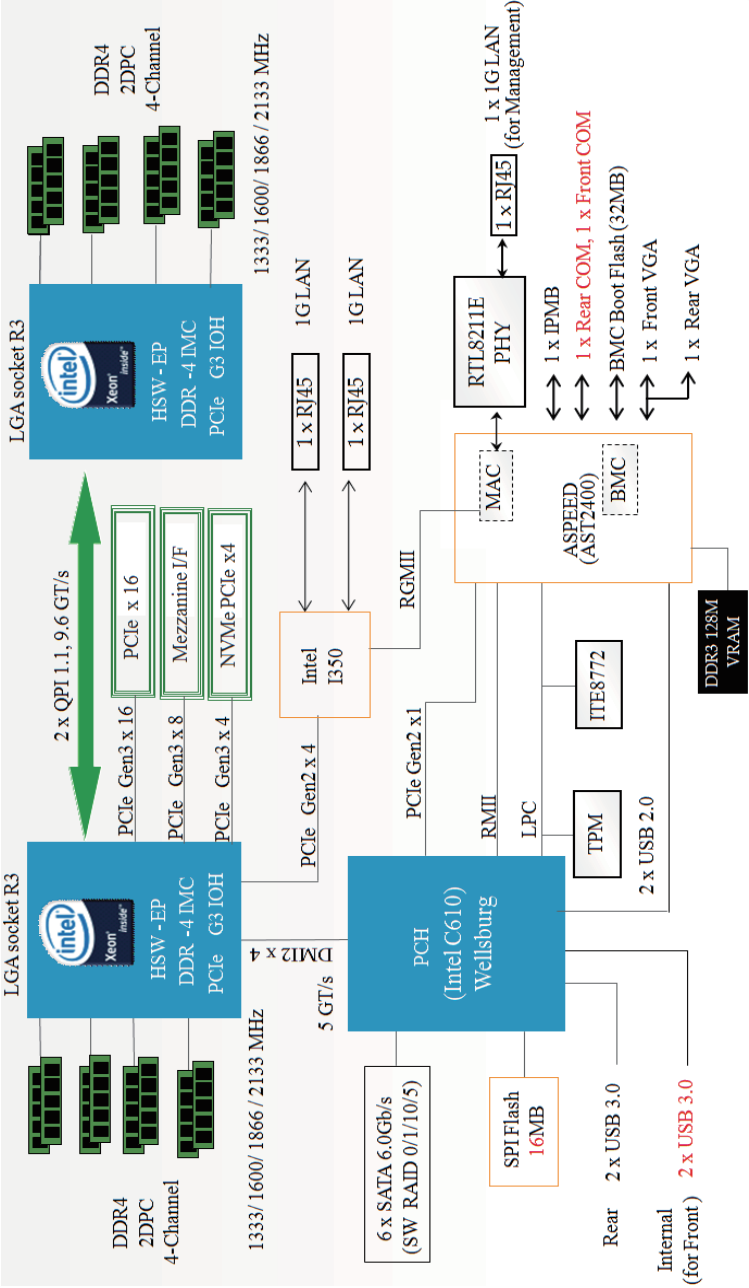 LGA socket R3
LGA socket R3
DDR4
2DPC
4-Channel
1333/ 1600/ 1866 / 2133 MHz
intel
Xeon
inside
HSW - EP
DDR -4 IMC
PCIe G3 IOH
2 x QPI 1.1, 9.6 GT/s
intel
Xeon
inside
HSW - EP
DDR -4 IMC
PCIe G3 IOH
DDR4
2DPC
4-Channel
1333/ 1600/ 1866 / 2133 MHz
PCIe Gen3 x 16
PCIe x 16
PCIe Gen3 x 8
Mezzanine I/F
PCIe Gen3 x 4
NVMe PCIe x4
PCIe Gen2 x 4
Intel
I350
1 x RJ45
1G LAN
1 x RJ45
1G LAN
DMI2 x 4
5 GT/s
PCH
(Intel C610)
Wellsburg
6 x SATA 6.0Gb/s
(SW RAID 0/1/10/5)
SPI Flash
16MB
Rear
2 x USB 3.0
Internal
(for Front )
2 x USB 3.0
PCIe Gen2 x1
RGMII
RMII
LPC
TPM
ITE8772
2 x USB 2.0
MAC
ASPEED
(AST2400)
BMC
DDR3 128M
VRAM
RTL8211E
PHY
1 x RJ45
1 x 1G LAN
(for Management)
1 x IPMB
1 x Rear COM, 1 x Front COM
BMC Boot Flash (32MB)
1 x Front VGA
1 x Rear VGA